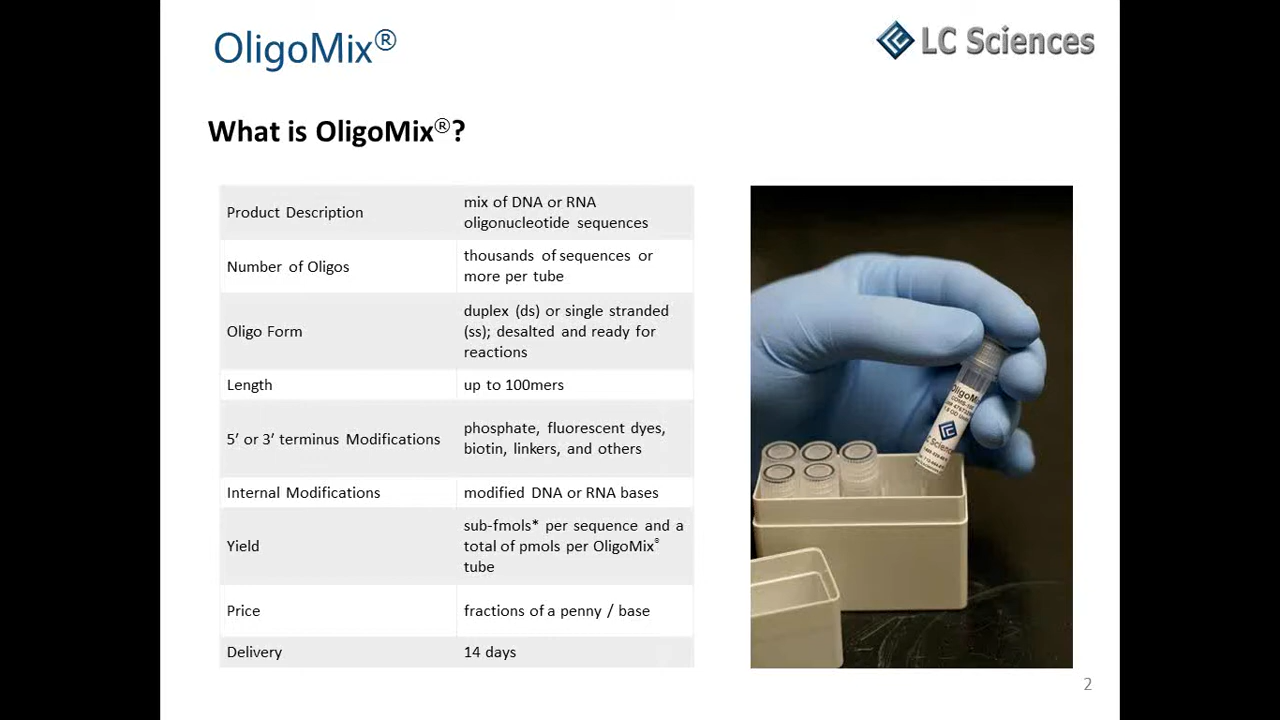 OligoMix®
LC Sciences
What is OligoMix®?
Product Description
mix of DNA or RNA
oligonucleotide sequences
Number of Oligos
thousands of sequences or
more per tube
Oligo Form
duplex (ds) or single stranded
(ss); desalted and ready for
reactions
Length
up to 100mers
5’ or 3’ terminus Modifications
phosphate, fluorescent dyes,
biotin, linkers, and others
Internal Modifications
modified DNA or RNA bases
Yield
sub-fmols* per sequence and a
total of pmols per OligoMix®
tube
Price
fractions of a penny / base
Delivery
14 days
2